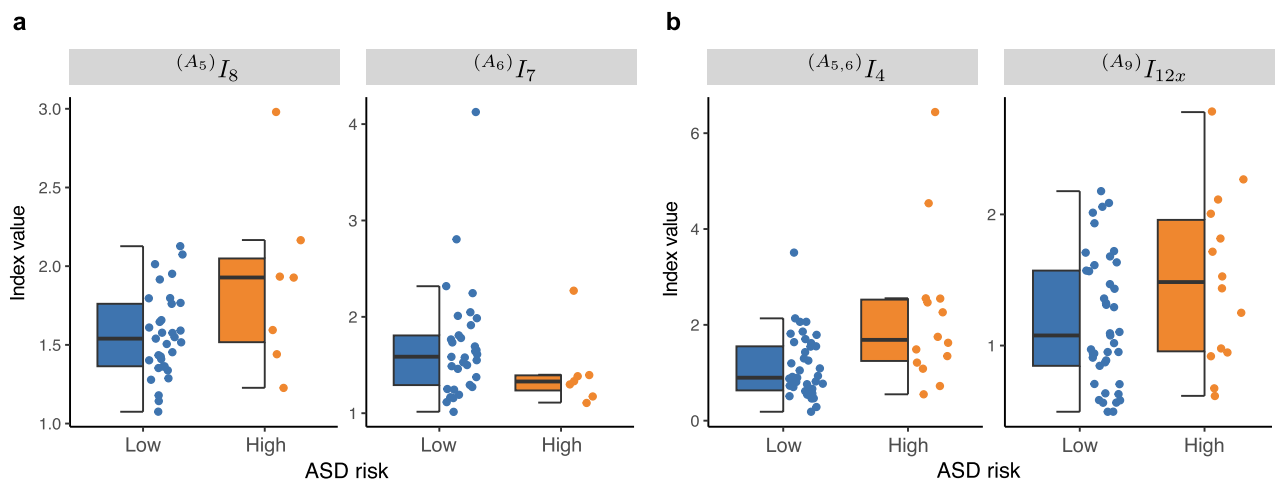 a
b
(A₅)I₈
(A₆)I₇
(A₅,₆)I₄
(A₉)I₁₂ₓ
Index value
3.0
2.5
2.0
1.5
1.0
4
3
2
1
Low
High
Low
High
ASD risk
Index value
6
4
2
0
2
1
Low
High
Low
High
ASD risk